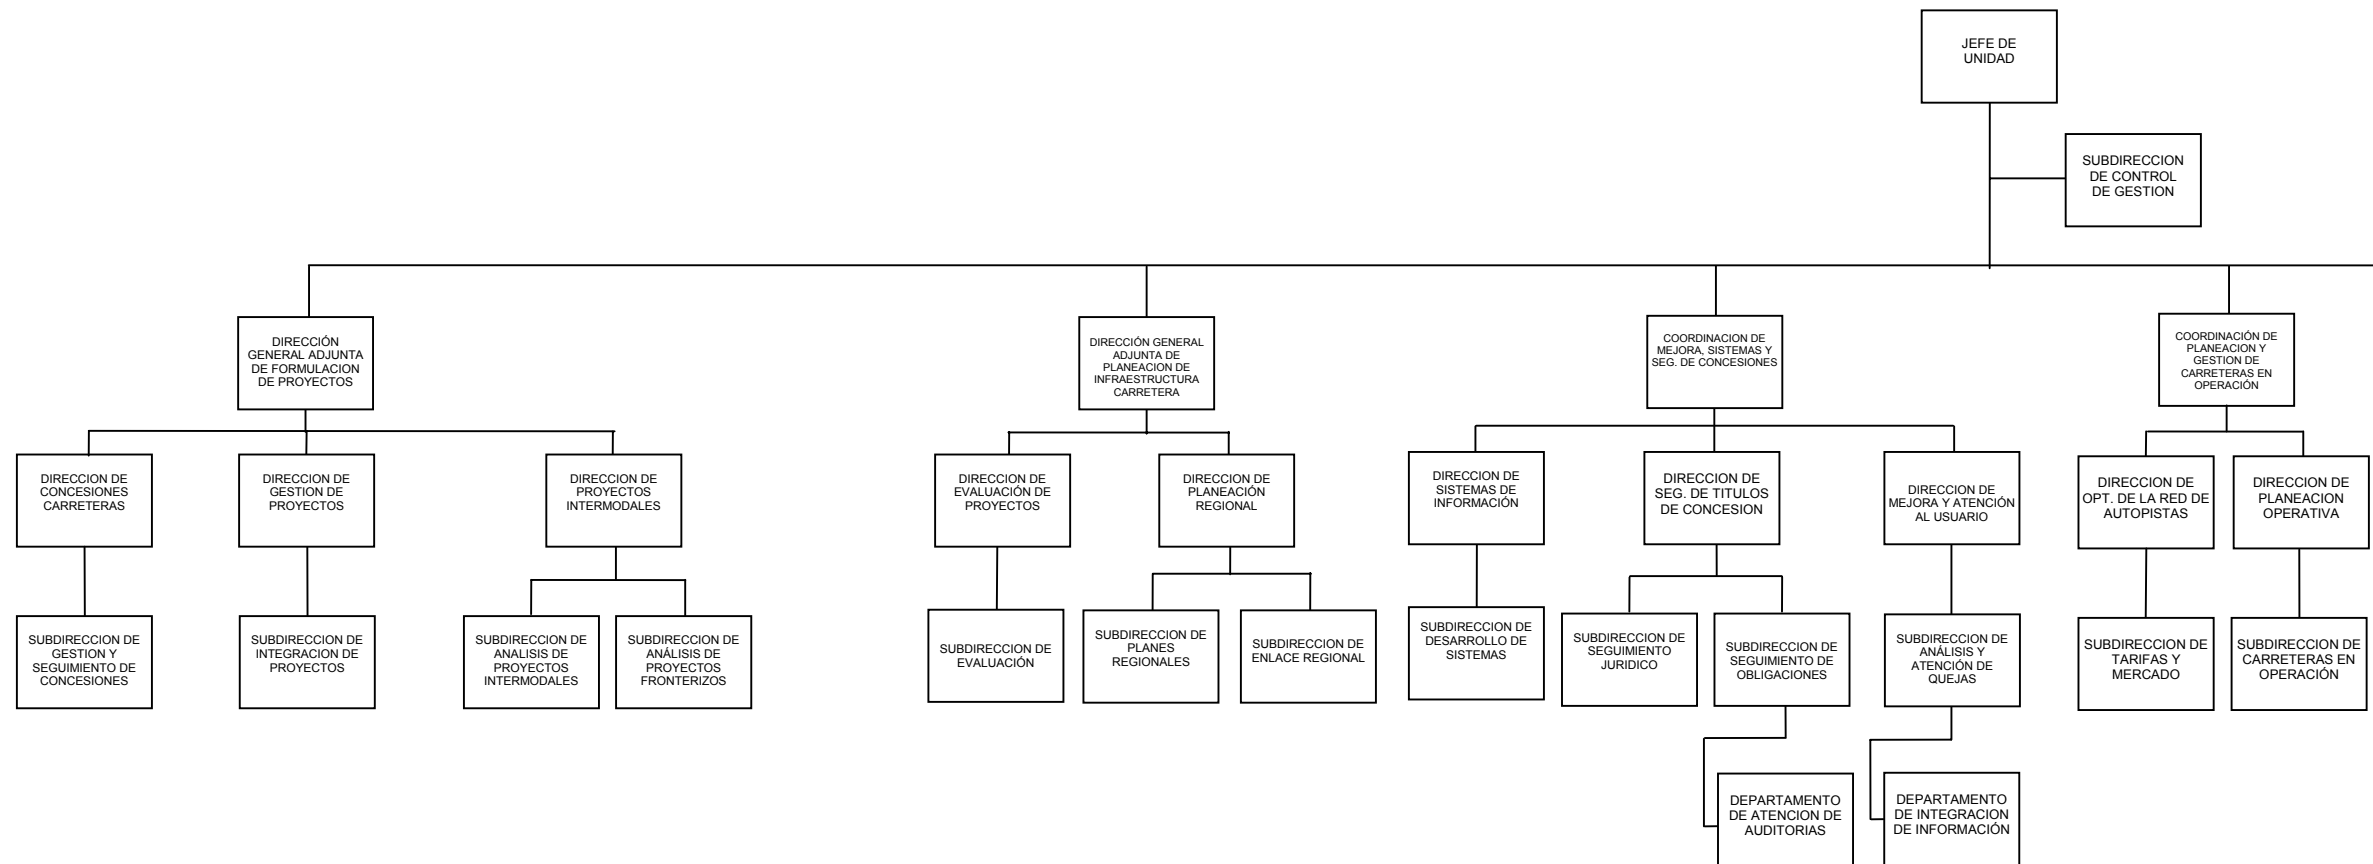 JEFE DE
UNIDAD
SUBDIRECCION
DE CONTROL
DE GESTION
DIRECCIÓN
GENERAL ADJUNTA
DE FORMULACION
DE PROYECTOS
DIRECCIÓN GENERAL
ADJUNTA DE
PLANEACION DE
INFRAESTRUCTURA
CARRETERA
COORDINACION DE
MEJORA, SISTEMAS Y
SEG. DE CONCESIONES
COORDINACIÓN DE
PLANEACION Y
GESTION DE
CARRETERAS EN
OPERACIÓN
DIRECCION DE
CONCESIONES
CARRETERAS
DIRECCION DE
GESTION DE
PROYECTOS
DIRECCION DE
PROYECTOS
INTERMODALES
DIRECCION DE
EVALUACIÓN DE
PROYECTOS
DIRECCION DE
PLANEACIÓN
REGIONAL
DIRECCION DE
SISTEMAS DE
INFORMACIÓN
DIRECCION DE
SEG. DE TITULOS
DE CONCESION
DIRECCION DE
MEJORA Y ATENCIÓN
AL USUARIO
DIRECCION DE
OPT. DE LA RED DE
AUTOPISTAS
DIRECCION DE
PLANEACION
OPERATIVA
SUBDIRECCION DE
GESTION Y
SEGUIMIENTO DE
CONCESIONES
SUBDIRECCION DE
INTEGRACION DE
PROYECTOS
SUBDIRECCION DE
ANALISIS DE
PROYECTOS
INTERMODALES
SUBDIRECCION DE
ANÁLISIS DE
PROYECTOS
FRONTERIZOS
SUBDIRECCION DE
EVALUACIÓN
SUBDIRECCION DE
PLANES
REGIONALES
SUBDIRECCION DE
ENLACE REGIONAL
SUBDIRECCION DE
DESARROLLO DE
SISTEMAS
SUBDIRECCION DE
SEGUIMIENTO
JURIDICO
SUBDIRECCION DE
SEGUIMIENTO DE
OBLIGACIONES
SUBDIRECCION DE
ANÁLISIS Y
ATENCIÓN DE
QUEJAS
SUBDIRECCION DE
TARIFAS Y
MERCADO
SUBDIRECCION DE
CARRETERAS EN
OPERACIÓN
DEPARTAMENTO
DE ATENCION DE
AUDITORIAS
DEPARTAMENTO
DE INTEGRACION
DE INFORMACIÓN